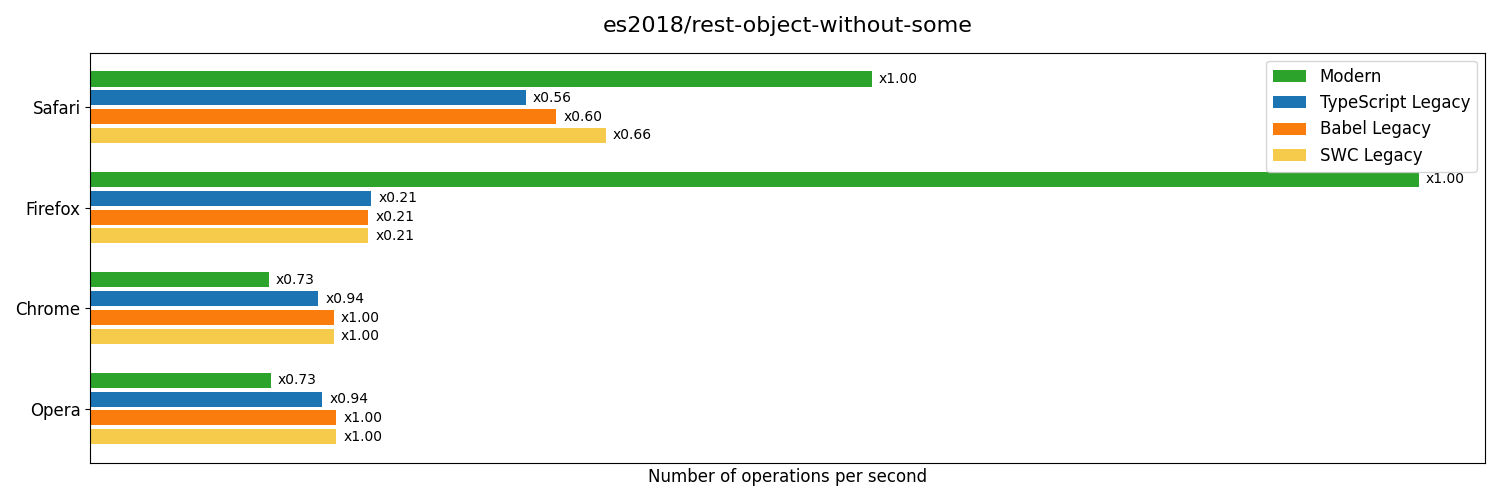 es2018/rest-object-without-some
Safari
x1.00
x0.56
x0.60
x0.66
Modern
TypeScript Legacy
Babel Legacy
SWC Legacy
Firefox
x1.00
x0.21
x0.21
x0.21
Chrome
x0.73
x0.94
x1.00
x1.00
Opera
x0.73
x0.94
x1.00
x1.00
Number of operations per second